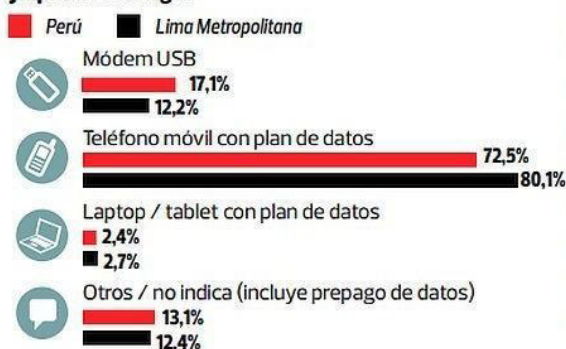 Perú Lima Metropolitana
Módem USB
17,1%
12,2%
Teléfono móvil con plan de datos
72,5%
80,1%
Laptop / tablet con plan de datos
2,4%
2,7%
Otros / no indica (incluye prepago de datos)
13,1%
12,4%